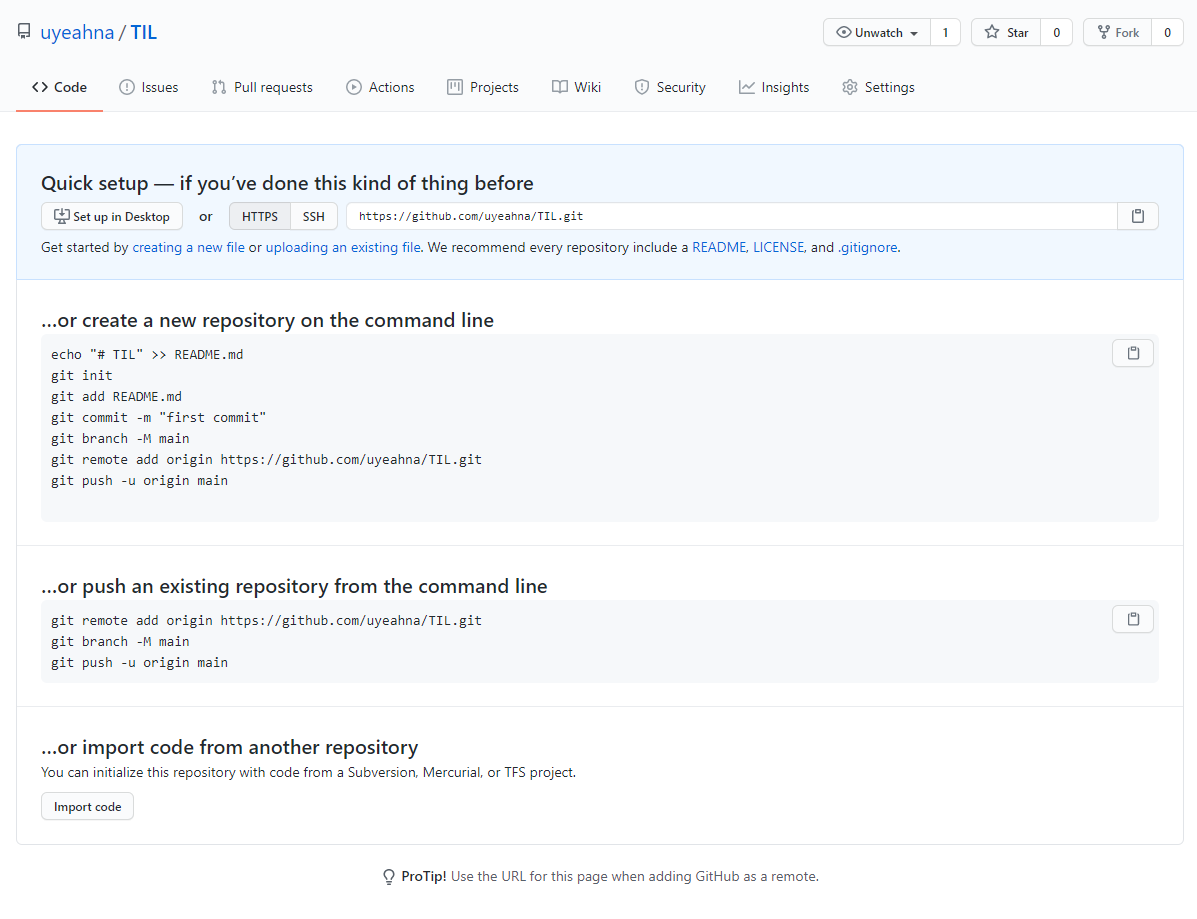 uyeahna / TIL
Unwatch 1 Star 0 Fork 0
Code Issues Pull requests Actions Projects Wiki Security Insights Settings
Quick setup — if you’ve done this kind of thing before
Set up in Desktop or HTTPS SSH https://github.com/uyeahna/TIL.git
Get started by creating a new file or uploading an existing file. We recommend every repository include a README, LICENSE, and .gitignore.
…or create a new repository on the command line
echo "# TIL" >> README.md
git init
git add README.md
git commit -m "first commit"
git branch -M main
git remote add origin https://github.com/uyeahna/TIL.git
git push -u origin main
…or push an existing repository from the command line
git remote add origin https://github.com/uyeahna/TIL.git
git branch -M main
git push -u origin main
…or import code from another repository
You can initialize this repository with code from a Subversion, Mercurial, or TFS project.
Import code
ProTip! Use the URL for this page when adding GitHub as a remote.